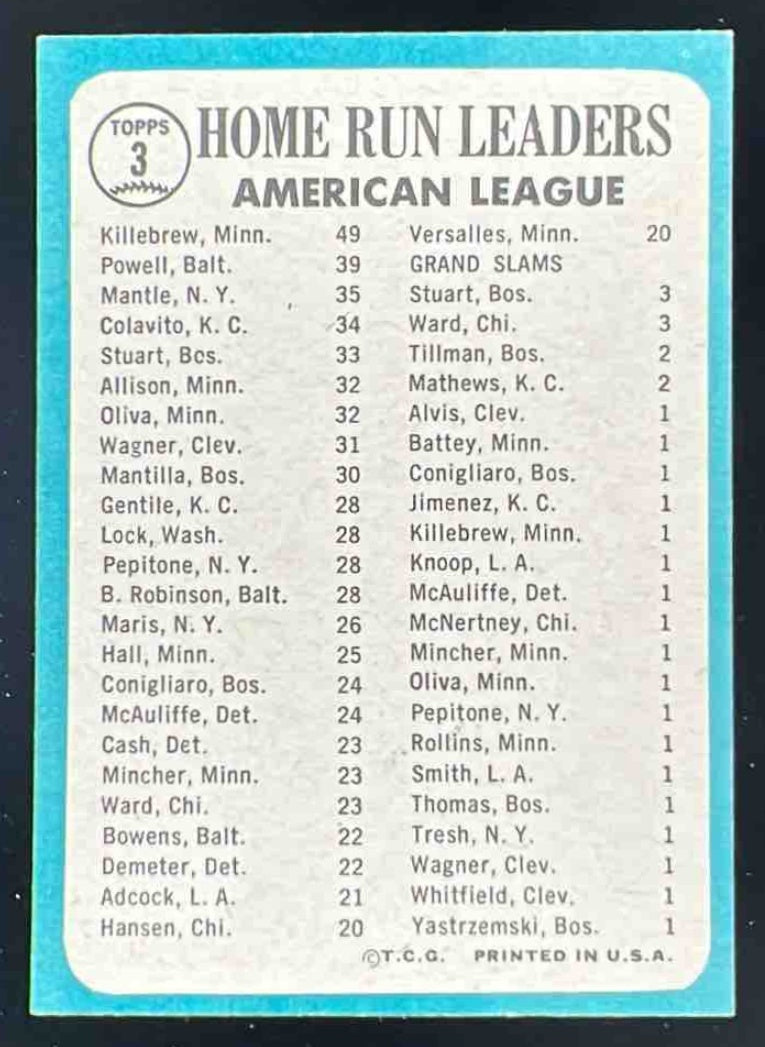 TOPPS
3
HOME RUN LEADERS
AMERICAN LEAGUE
Killebrew, Minn. 49
Powell, Balt. 39
Mantle, N. Y. 35
Colavito, K. C. 34
Stuart, Bos. 33
Allison, Minn. 32
Oliva, Minn. 32
Wagner, Clev. 31
Mantilla, Bos. 30
Gentile, K. C. 28
Lock, Wash. 28
Pepitone, N. Y. 28
B. Robinson, Balt. 28
Maris, N. Y. 26
Hall, Minn. 25
Conigliaro, Bos. 24
McAuliffe, Det. 24
Cash, Det. 23
Mincher, Minn. 23
Ward, Chi. 23
Bowens, Balt. 22
Demeter, Det. 22
Adcock, L. A. 21
Hansen, Chi. 20
Versalles, Minn. 20
GRAND SLAMS
Stuart, Bos. 3
Ward, Chi. 3
Tillman, Bos. 2
Mathews, K. C. 2
Alvis, Clev. 1
Battey, Minn. 1
Conigliaro, Bos. 1
Jimenez, K. C. 1
Killebrew, Minn. 1
Knoop, L. A. 1
McAuliffe, Det. 1
McNertney, Chi. 1
Mincher, Minn. 1
Oliva, Minn. 1
Pepitone, N. Y. 1
Rollins, Minn. 1
Smith, L. A. 1
Thomas, Bos. 1
Tresh, N. Y. 1
Wagner, Clev. 1
Whitfield, Clev. 1
Yastrzemski, Bos. 1
©T.C.G. PRINTED IN U.S.A.